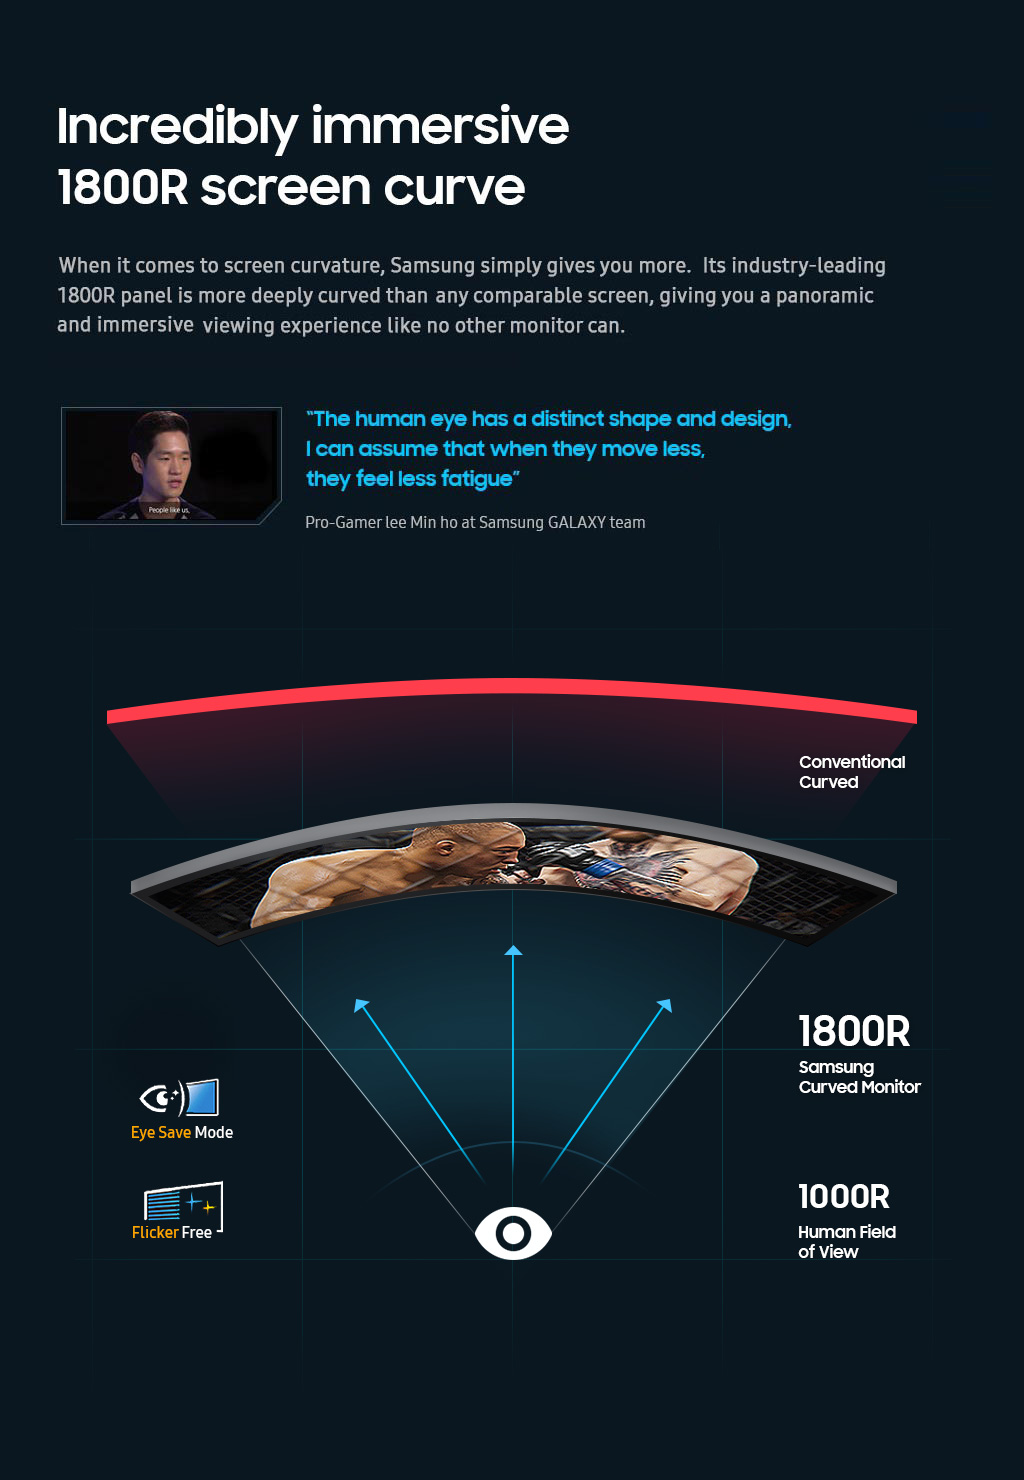 Incredibly immersive
1800R screen curve
When it comes to screen curvature, Samsung simply gives you more. Its industry-leading
1800R panel is more deeply curved than any comparable screen, giving you a panoramic
and immersive viewing experience like no other monitor can.
"The human eye has a distinct shape and design,
I can assume that when they move less,
they feel less fatigue"
People like us,
Pro-Gamer lee Min ho at Samsung GALAXY team
Conventional
Curved
1800R
Samsung
Curved Monitor
Eye Save Mode
1000R
Flicker Free
Human Field
of View